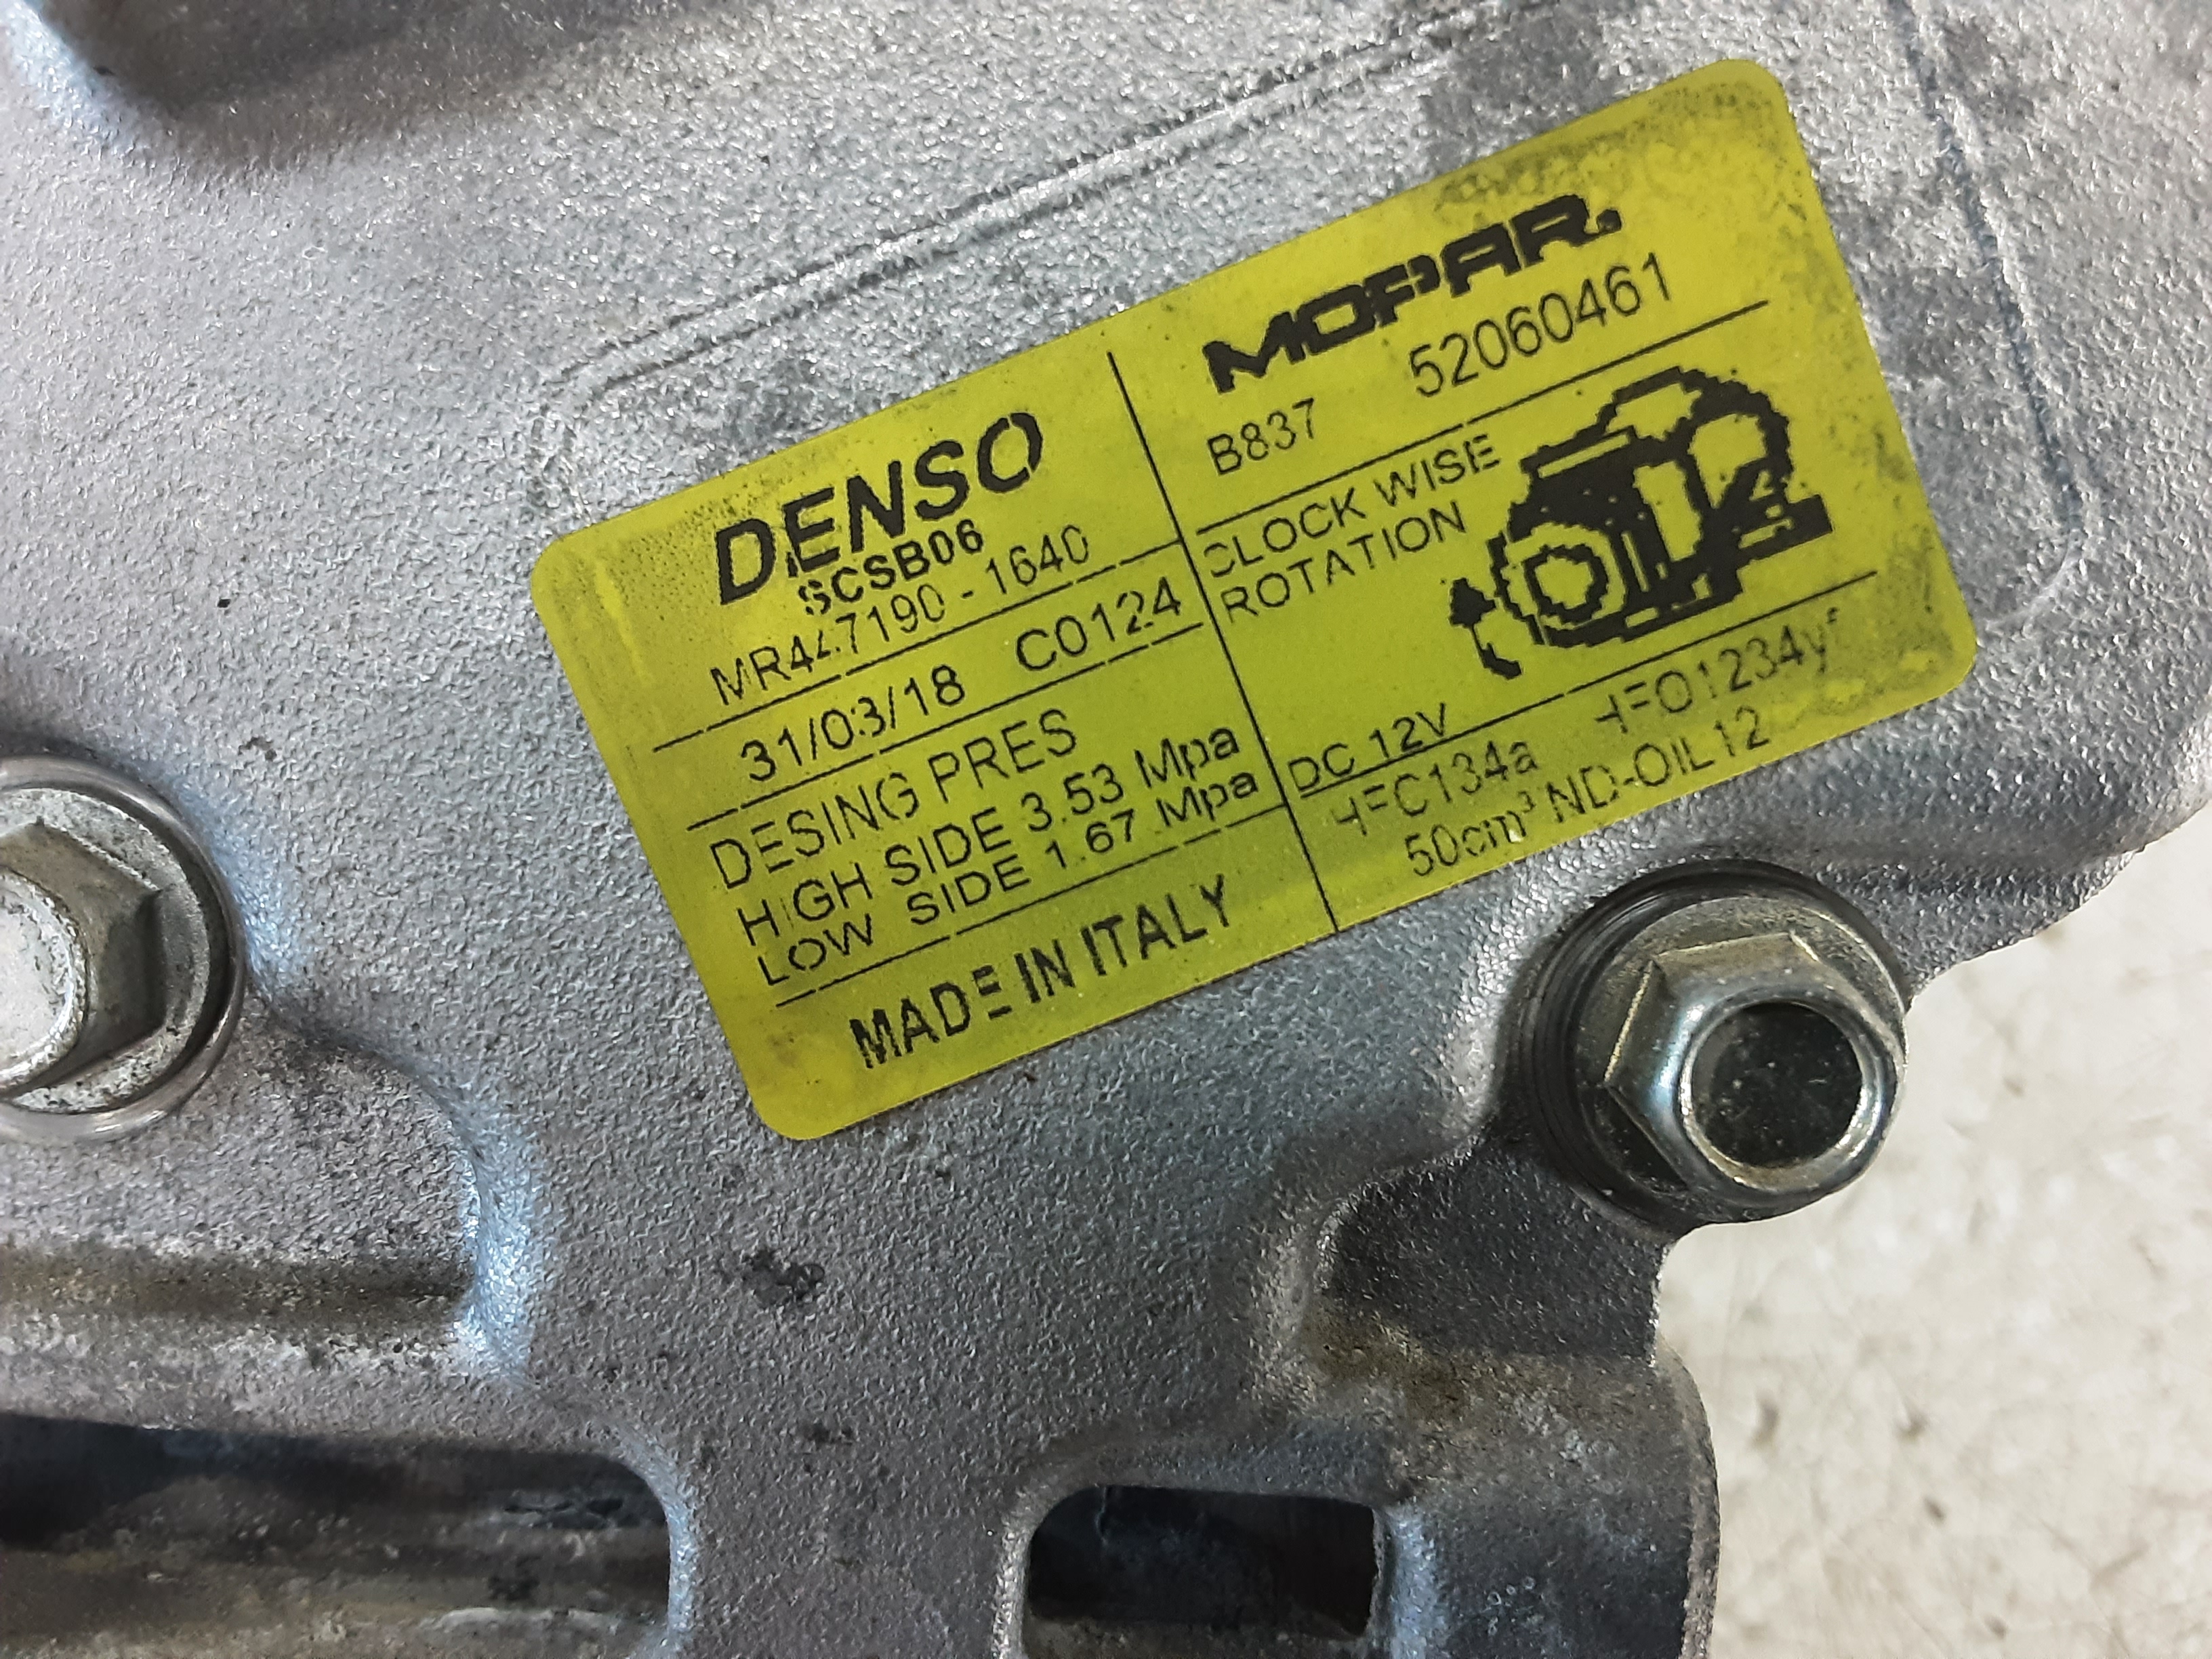 DENSO
SCSB06
MR447190-1640
31/03/18 C0124
DESING PRES
HIGH SIDE 3.53 Mpa
LOW SIDE 1.67 Mpa
MADE IN ITALY
MOPAR.
B837 52060461
CLOCK WISE
ROTATION
DC 12V
HFC134a HFO1234yf
50cm³ ND-OIL12